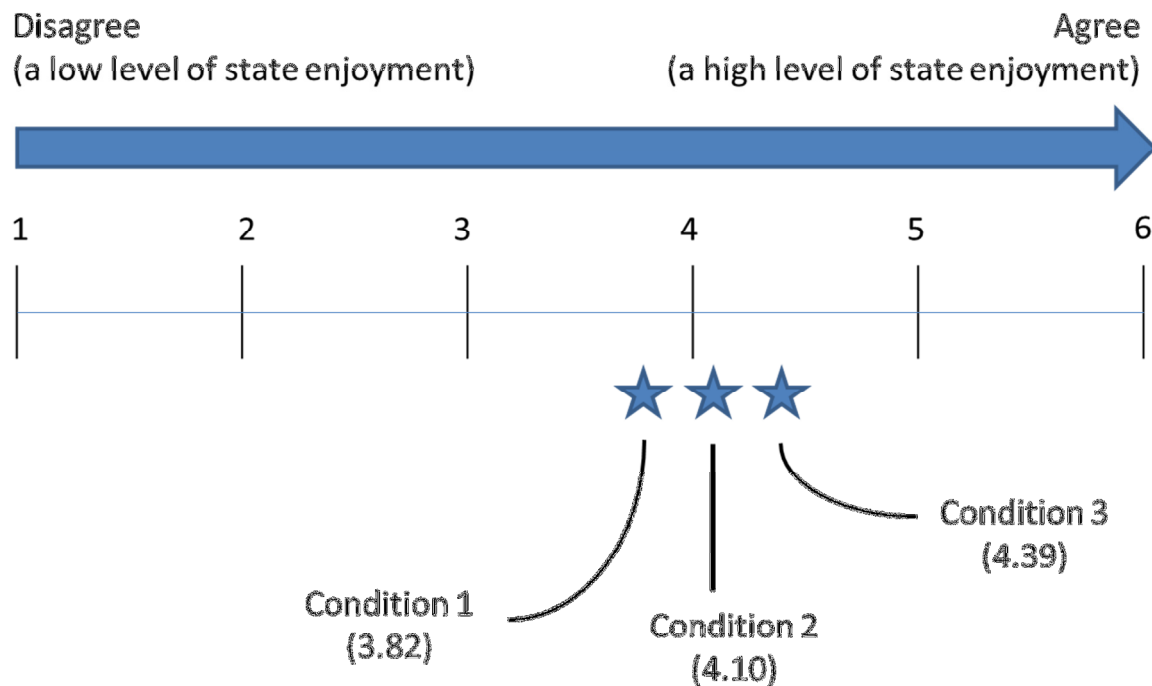 Disagree
(a low level of state enjoyment)
Agree
(a high level of state enjoyment)
1 2 3 4 5 6
Condition 1
(3.82)
Condition 2
(4.10)
Condition 3
(4.39)